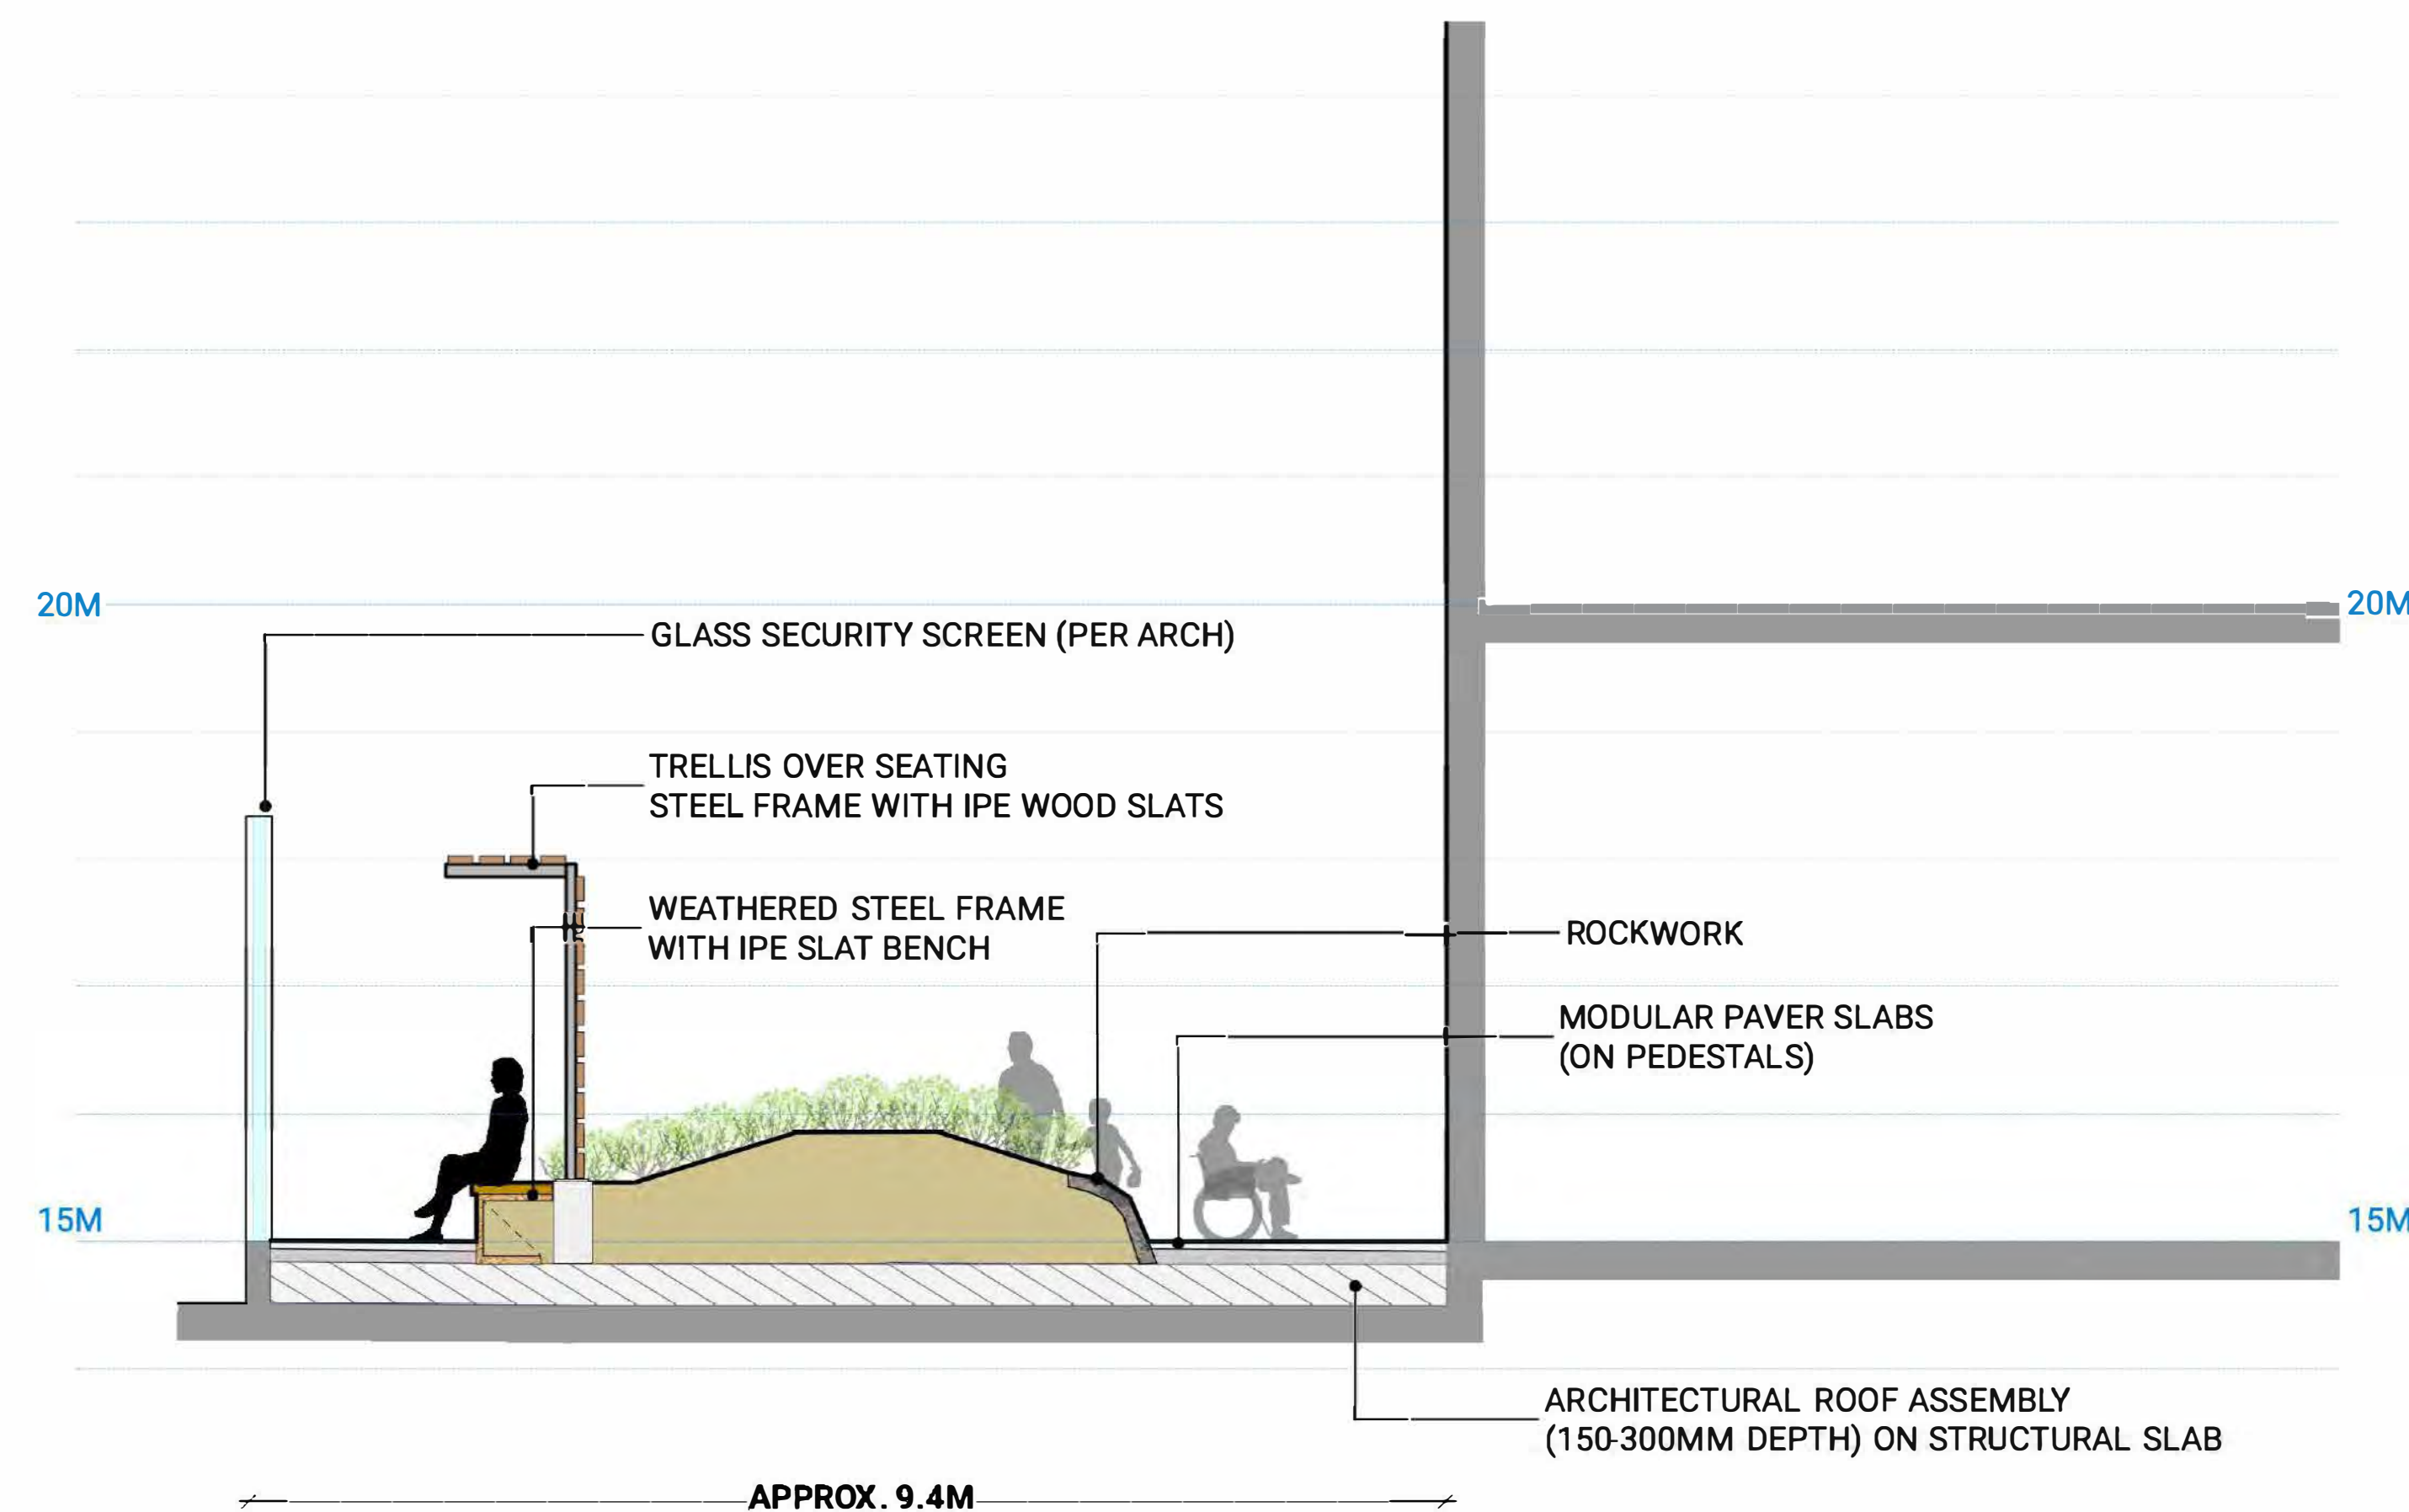 20M
20M
GLASS SECURITY SCREEN (PER ARCH)
TRELLIS OVER SEATING
STEEL FRAME WITH IPE WOOD SLATS
WEATHERED STEEL FRAME
WITH IPE SLAT BENCH
ROCKWORK
MODULAR PAVER SLABS
(ON PEDESTALS)
15M
15M
ARCHITECTURAL ROOF ASSEMBLY
(150-300MM DEPTH) ON STRUCTURAL SLAB
APPROX. 9.4M